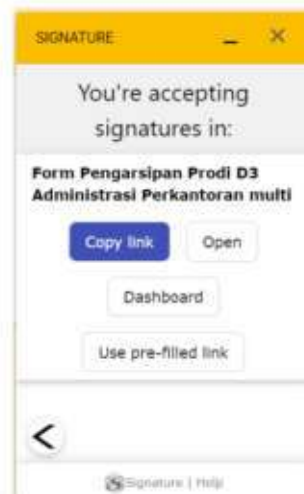 SIGNATURE
You're accepting
signatures in:
Form Pengarsipan Prodi D3
Administrasi Perkantoran multi
Copy link
Open
Dashboard
Use pre-filled link
Signature | Help